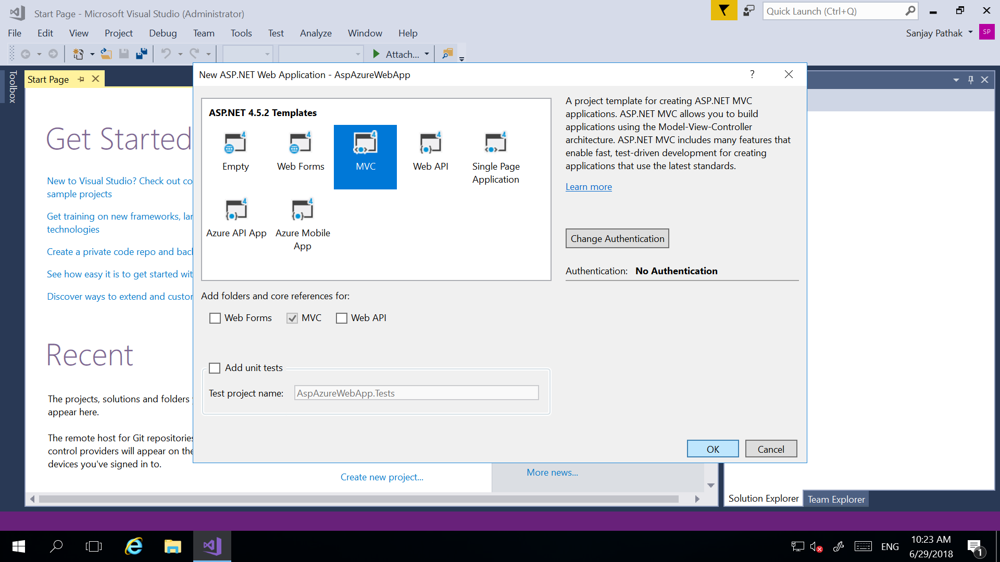 Start Page - Microsoft Visual Studio (Administrator)
Quick Launch (Ctrl+Q)
File Edit View Project Debug Team Tools Test Analyze Window Help
Sanjay Pathak SP
Attach...
Toolbox
Start Page
New ASP.NET Web Application - AspAzureWebApp
?
Get Started
New to Visual Studio? Check out co
sample projects
Get training on new frameworks, lar
technologies
Create a private code repo and back
See how easy it is to get started wit
Discover ways to extend and custor
Recent
The projects, solutions and folders
appear here.
The remote host for Git repositories
control providers will appear on the
devices you've signed in to.
ASP.NET 4.5.2 Templates
Empty
Web Forms
MVC
Web API
Single Page
Application
Azure API App
Azure Mobile
App
A project template for creating ASP.NET MVC
applications. ASP.NET MVC allows you to build
applications using the Model-View-Controller
architecture. ASP.NET MVC includes many features that
enable fast, test-driven development for creating
applications that use the latest standards.
Learn more
Change Authentication
Authentication: No Authentication
Add folders and core references for:
Web Forms MVC Web API
Add unit tests
Test project name: AspAzureWebApp.Tests
OK Cancel
Create new project...
More news...
Solution Explorer Team Explorer
ENG
10:23 AM
6/29/2018
1